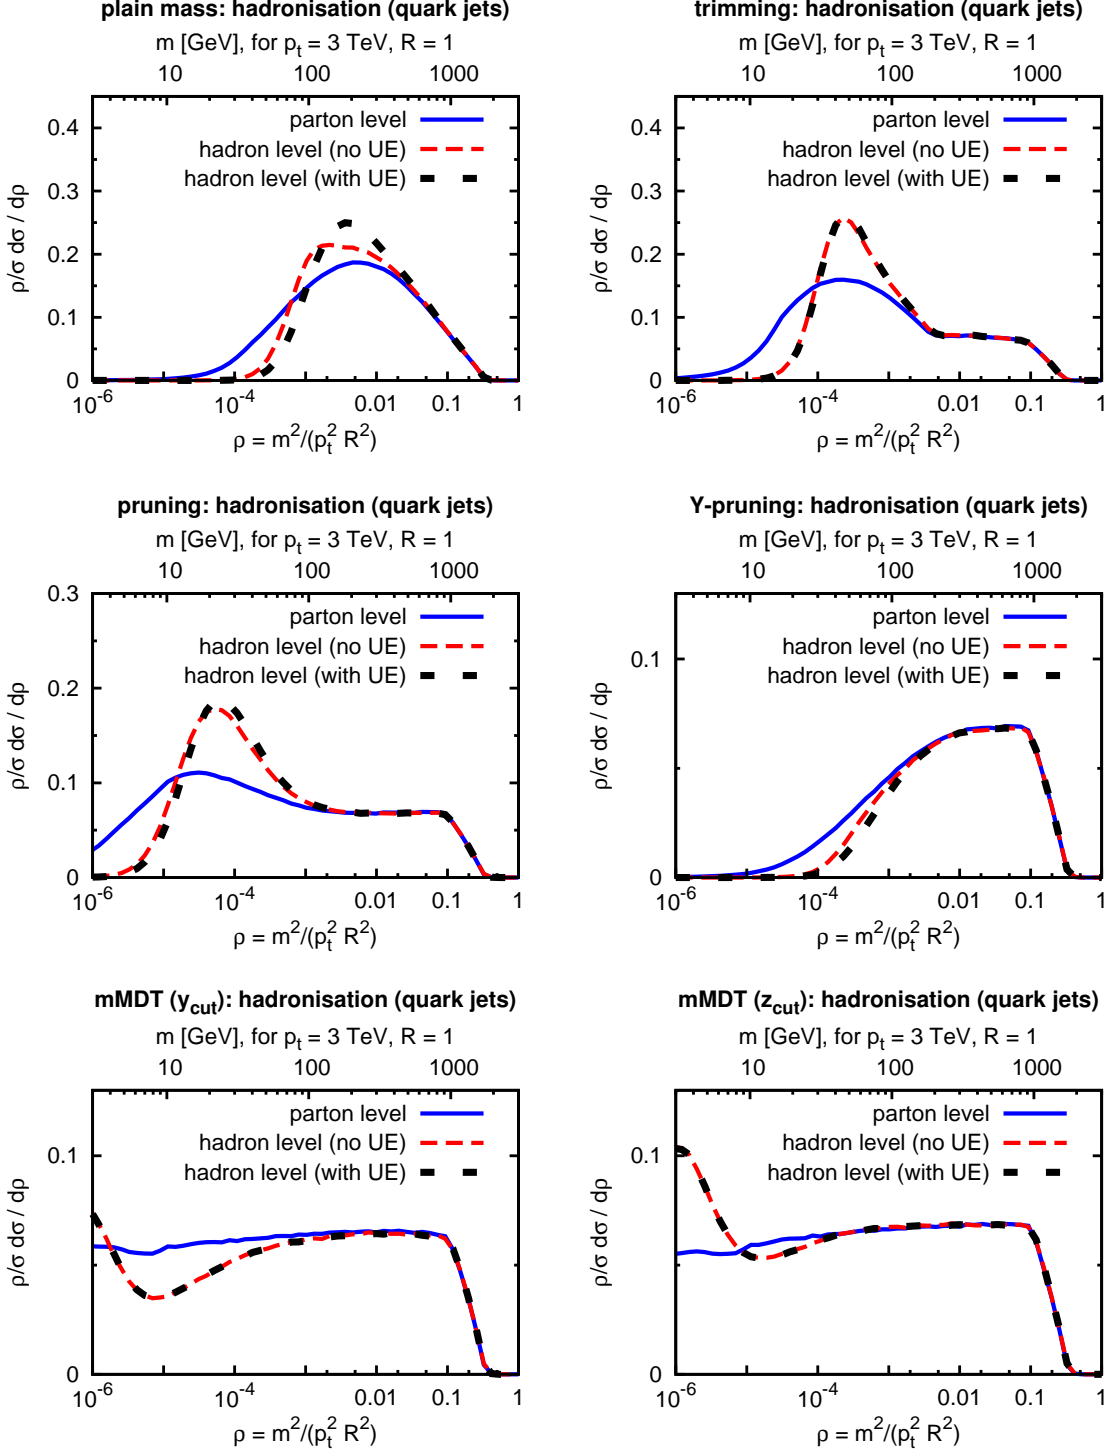 plain mass: hadronisation (quark jets)
m [GeV], for p_t = 3 TeV, R = 1
10 100 1000
parton level
hadron level (no UE)
hadron level (with UE)
ρ/σ dσ / dρ
0.4
0.3
0.2
0.1
0
10^-6 10^-4 0.01 0.1 1
ρ = m^2/(p_t^2 R^2)
trimming: hadronisation (quark jets)
m [GeV], for p_t = 3 TeV, R = 1
10 100 1000
parton level
hadron level (no UE)
hadron level (with UE)
ρ/σ dσ / dρ
0.4
0.3
0.2
0.1
0
10^-6 10^-4 0.01 0.1 1
ρ = m^2/(p_t^2 R^2)
pruning: hadronisation (quark jets)
m [GeV], for p_t = 3 TeV, R = 1
10 100 1000
parton level
hadron level (no UE)
hadron level (with UE)
ρ/σ dσ / dρ
0.3
0.2
0.1
0
10^-6 10^-4 0.01 0.1 1
ρ = m^2/(p_t^2 R^2)
Y-pruning: hadronisation (quark jets)
m [GeV], for p_t = 3 TeV, R = 1
10 100 1000
parton level
hadron level (no UE)
hadron level (with UE)
ρ/σ dσ / dρ
0.1
0
10^-6 10^-4 0.01 0.1 1
ρ = m^2/(p_t^2 R^2)
mMDT (y_cut): hadronisation (quark jets)
m [GeV], for p_t = 3 TeV, R = 1
10 100 1000
parton level
hadron level (no UE)
hadron level (with UE)
ρ/σ dσ / dρ
0.1
0
10^-6 10^-4 0.01 0.1 1
ρ = m^2/(p_t^2 R^2)
mMDT (z_cut): hadronisation (quark jets)
m [GeV], for p_t = 3 TeV, R = 1
10 100 1000
parton level
hadron level (no UE)
hadron level (with UE)
ρ/σ dσ / dρ
0.1
0
10^-6 10^-4 0.01 0.1 1
ρ = m^2/(p_t^2 R^2)